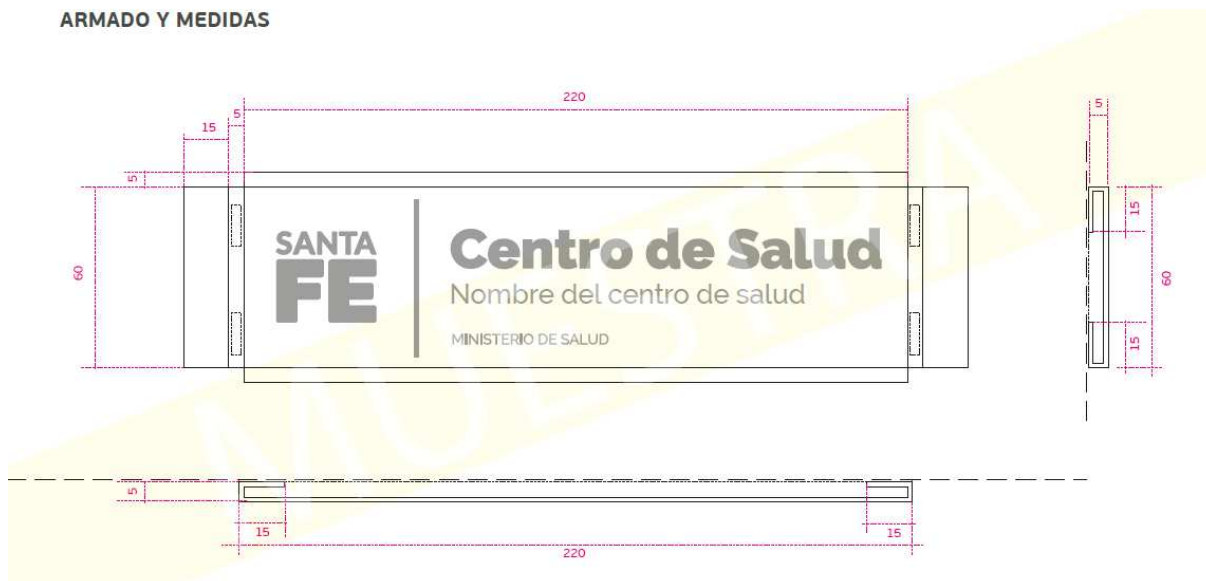 ARMADO Y MEDIDAS
220
5
15
5
5
60
SANTA
FE
Centro de Salud
Nombre del centro de salud
MINISTERIO DE SALUD
15
60
15
MUESTRA
5
15
15
220